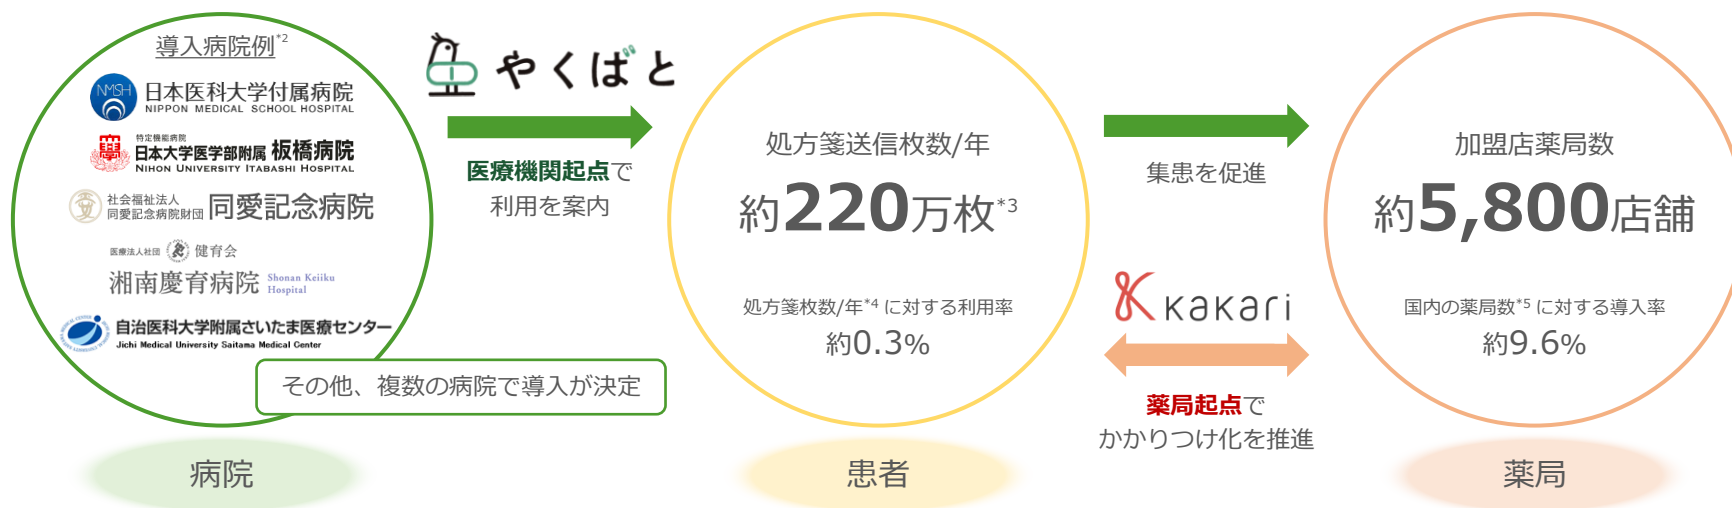 導入病院例*2
NMSH
日本医科大学付属病院
NIPPON MEDICAL SCHOOL HOSPITAL
特定機能病院
日本大学医学部附属 板橋病院
NIHON UNIVERSITY ITABASHI HOSPITAL
社会福祉法人
同愛記念病院財団 同愛記念病院
医療法人社団 健育会
湘南慶育病院 Shonan Keiiku
Hospital
自治医科大学附属さいたま医療センター
Jichi Medical University Saitama Medical Center
その他、複数の病院で導入が決定
病院
やくばと
医療機関起点で
利用を案内
処方箋送信枚数/年
約220万枚*3
処方箋枚数/年*4 に対する利用率
約0.3%
患者
集患を促進
kakari
薬局起点で
かかりつけ化を推進
加盟店薬局数
約5,800店舗
国内の薬局数*5 に対する導入率
約9.6%
薬局